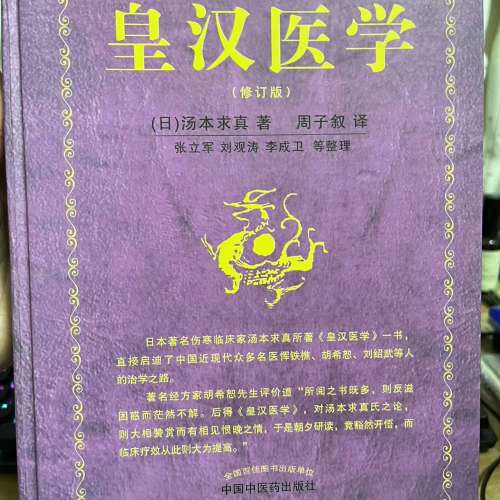 皇汉医学
（修订版）
(日)汤本求真 著 周子叙 译
张立军 刘观涛 李成卫 等整理
日本著名伤寒临床家汤本求真所著《皇汉医学》一书，
直接启迪了中国近现代众多名医恽铁樵、胡希恕、刘绍武等人
的治学之路。
著名经方家胡希恕先生评价道“所阅之书既多，则反滋
困惑而茫然不解。后得《皇汉医学》，对汤本求真氏之论，
则大相赞赏而有相见恨晚之情，于是朝夕研读，竟豁然开悟，而
临床疗效从此则大为提高。”
全国百佳图书出版单位
中国中医药出版社